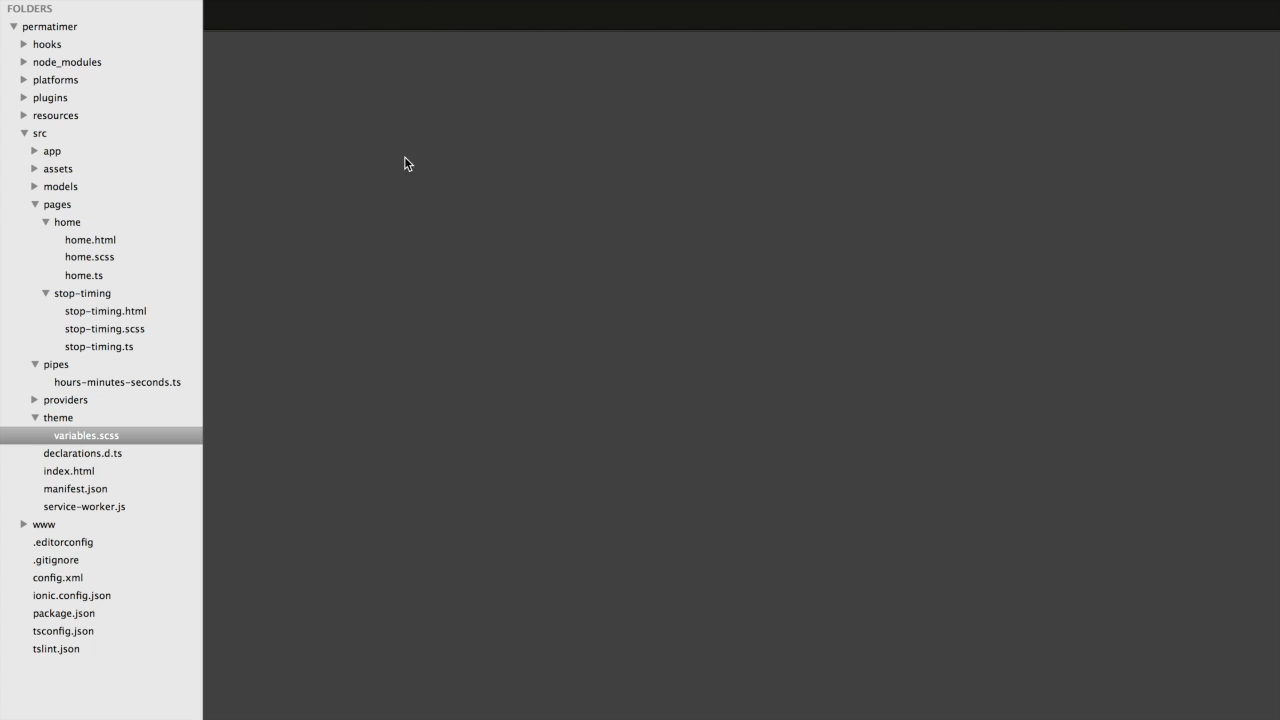 FOLDERS
permatimer
hooks
node_modules
platforms
plugins
resources
src
app
assets
models
pages
home
home.html
home.scss
home.ts
stop-timing
stop-timing.html
stop-timing.scss
stop-timing.ts
pipes
hours-minutes-seconds.ts
providers
theme
variables.scss
declarations.d.ts
index.html
manifest.json
service-worker.js
www
.editorconfig
.gitignore
config.xml
ionic.config.json
package.json
tsconfig.json
tslint.json